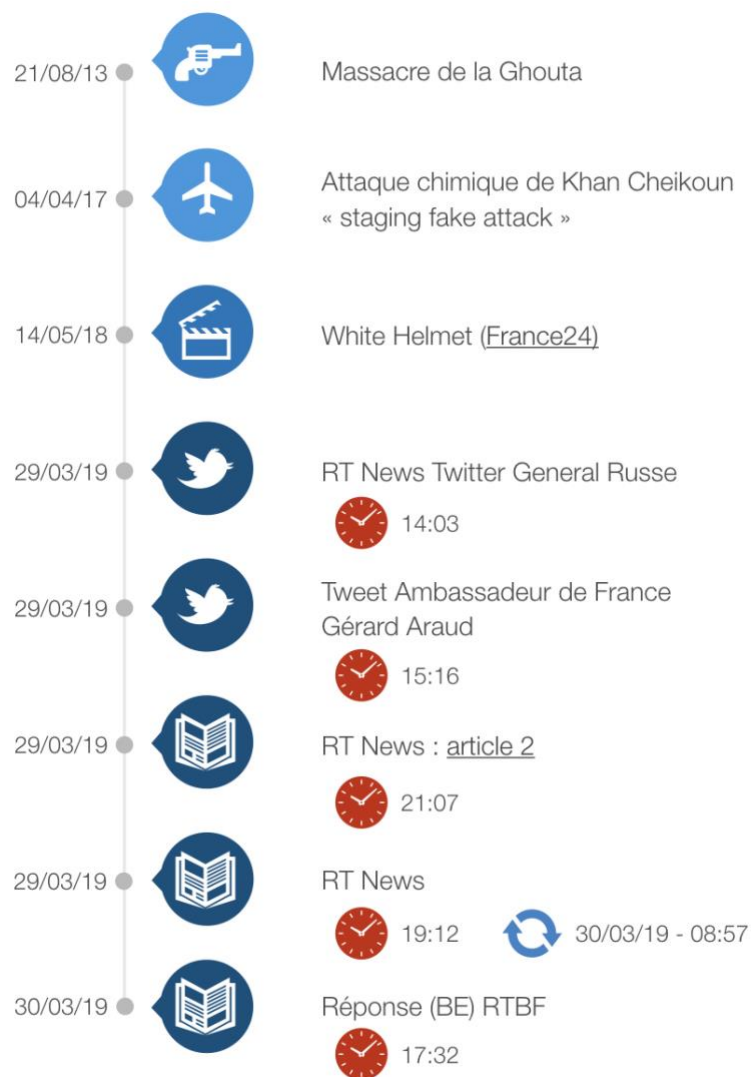 21/08/13
Massacre de la Ghouta
04/04/17
Attaque chimique de Khan Cheikoun
« staging fake attack »
14/05/18
White Helmet (France24)
29/03/19
RT News Twitter General Russe
14:03
29/03/19
Tweet Ambassadeur de France
Gérard Araud
15:16
29/03/19
RT News : article 2
21:07
29/03/19
RT News
19:12 30/03/19 - 08:57
30/03/19
Réponse (BE) RTBF
17:32